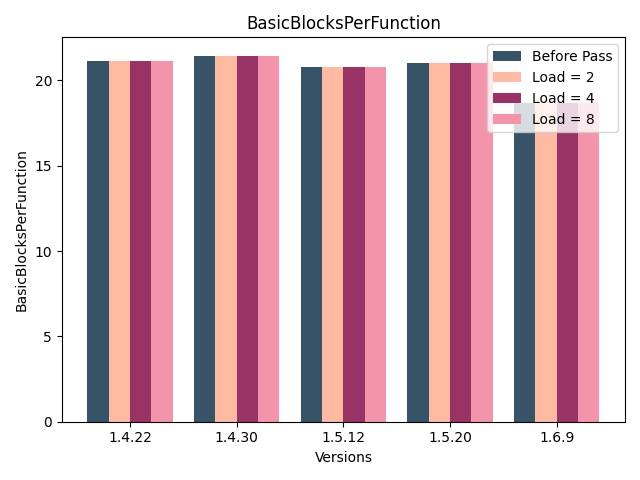 BasicBlocksPerFunction
BasicBlocksPerFunction
20
15
10
5
0
Before Pass
Load = 2
Load = 4
Load = 8
1.4.22 1.4.30 1.5.12 1.5.20 1.6.9
Versions